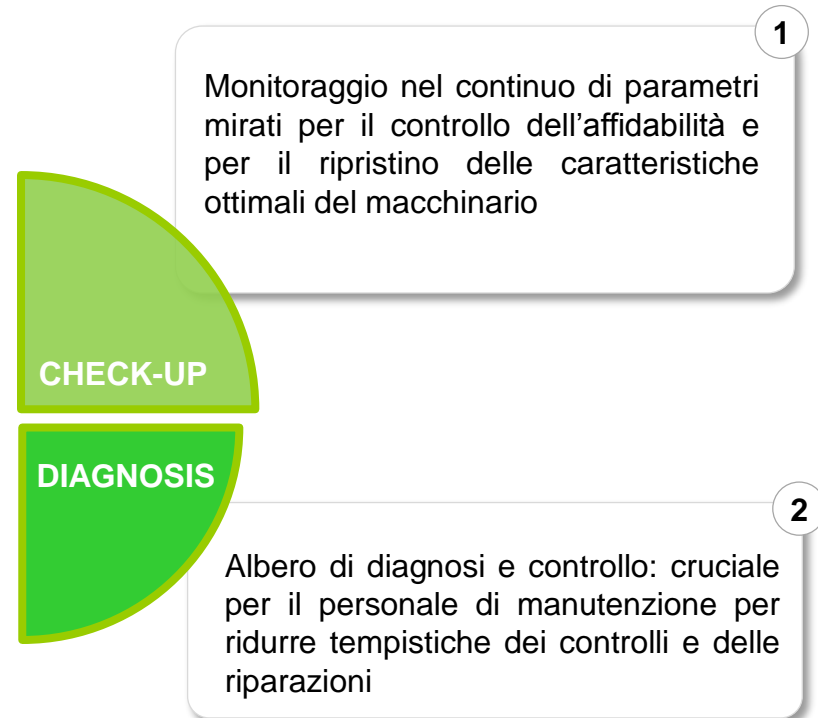 1
Monitoraggio nel continuo di parametri
mirati per il controllo dell’affidabilità e
per il ripristino delle caratteristiche
ottimali del macchinario
CHECK-UP
DIAGNOSIS
2
Albero di diagnosi e controllo: cruciale
per il personale di manutenzione per
ridurre tempistiche dei controlli e delle
riparazioni